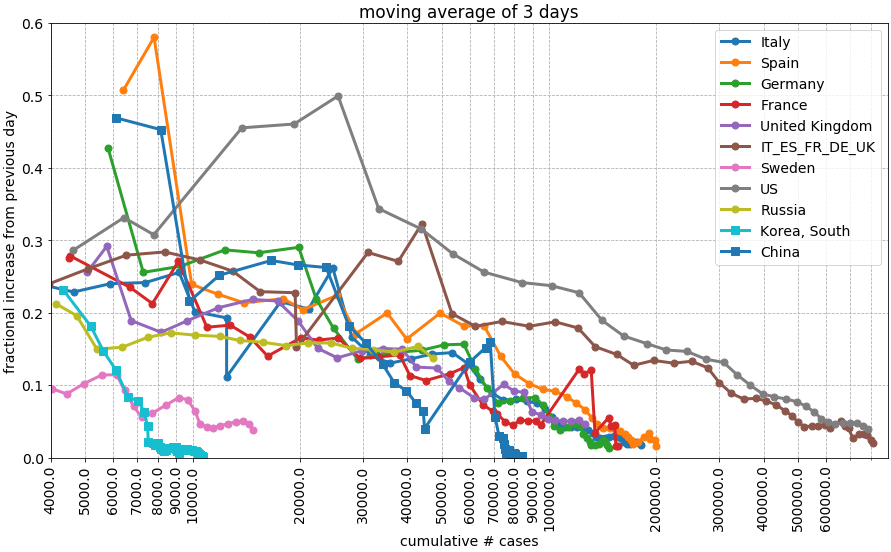 moving average of 3 days
fractional increase from previous day
0.6
0.5
0.4
0.3
0.2
0.1
0.0
Italy
Spain
Germany
France
United Kingdom
IT_ES_FR_DE_UK
Sweden
US
Russia
Korea, South
China
4000.0
5000.0
6000.0
7000.0
8000.0
9000.0
10000.0
20000.0
30000.0
40000.0
50000.0
60000.0
70000.0
80000.0
90000.0
100000.0
200000.0
300000.0
400000.0
500000.0
600000.0
cumulative # cases